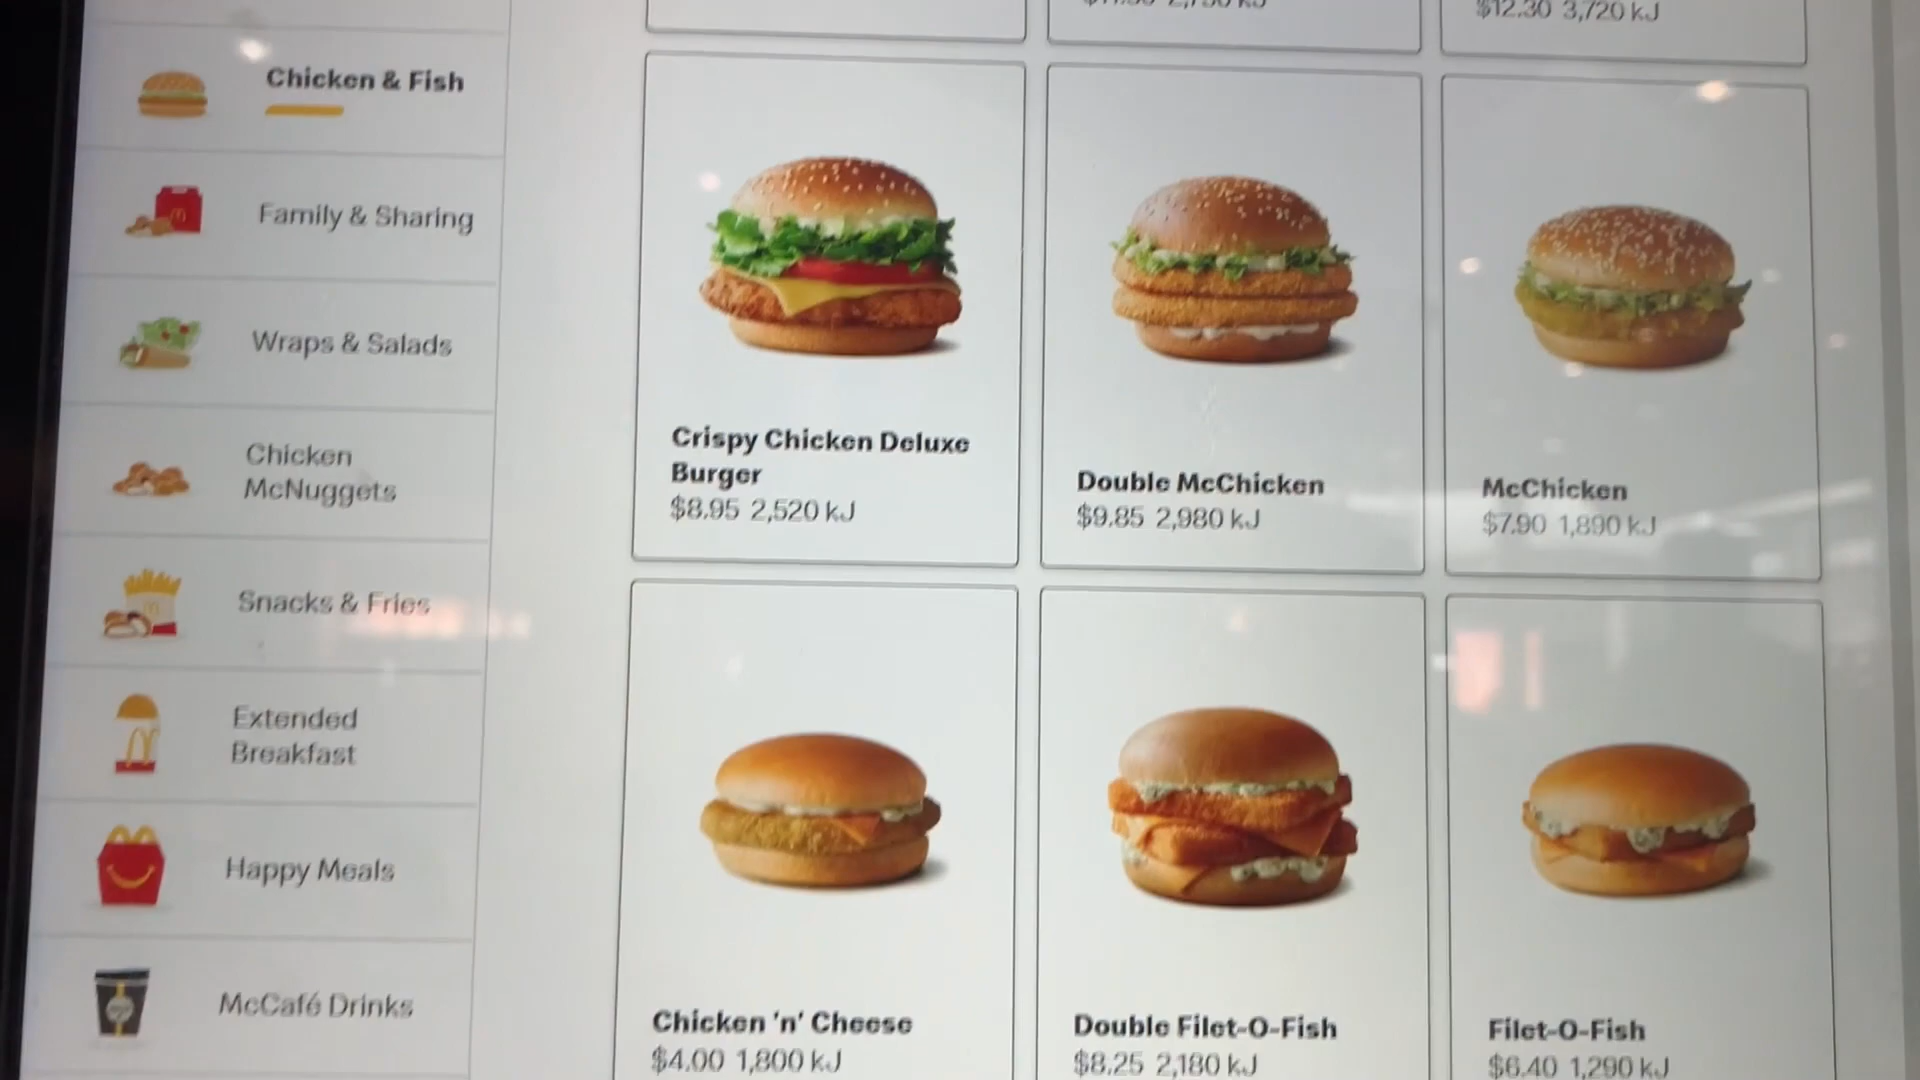 $12.30 3,720 kJ
Chicken & Fish
Family & Sharing
Wraps & Salads
Chicken
McNuggets
Snacks & Fries
Extended
Breakfast
Happy Meals
McCafé Drinks
Crispy Chicken Deluxe
Burger
$8.95 2,520 kJ
Double McChicken
$9.85 2,980 kJ
McChicken
$7.90 1,890 kJ
Chicken 'n' Cheese
$4.00 1,800 kJ
Double Filet-O-Fish
$8.25 2,180 kJ
Filet-O-Fish
$6.40 1,290 kJ